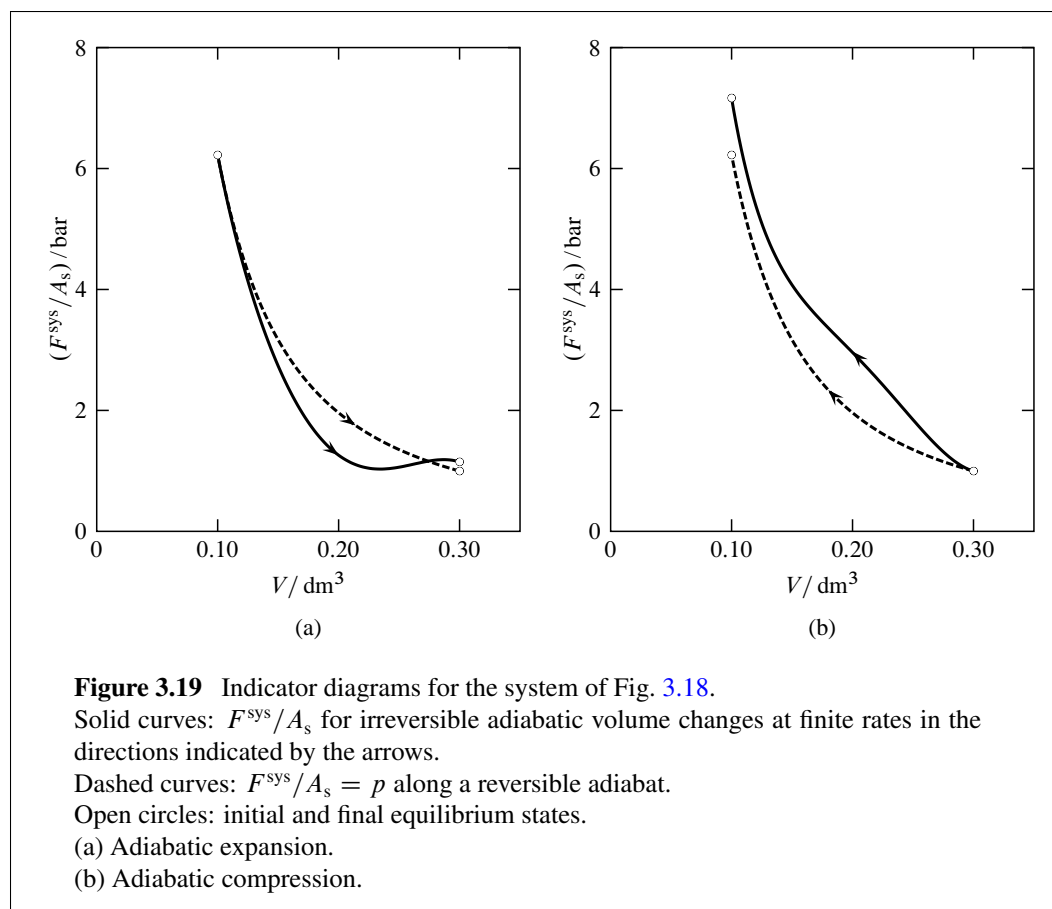 8
6
4
2
0
0
0.10
0.20
0.30
(F^sys/A_s)/bar
V/dm³
(a)
8
6
4
2
0
0
0.10
0.20
0.30
(F^sys/A_s)/bar
V/dm³
(b)
Figure 3.19 Indicator diagrams for the system of Fig. 3.18.
Solid curves: F^sys/A_s for irreversible adiabatic volume changes at finite rates in the
directions indicated by the arrows.
Dashed curves: F^sys/A_s = p along a reversible adiabat.
Open circles: initial and final equilibrium states.
(a) Adiabatic expansion.
(b) Adiabatic compression.